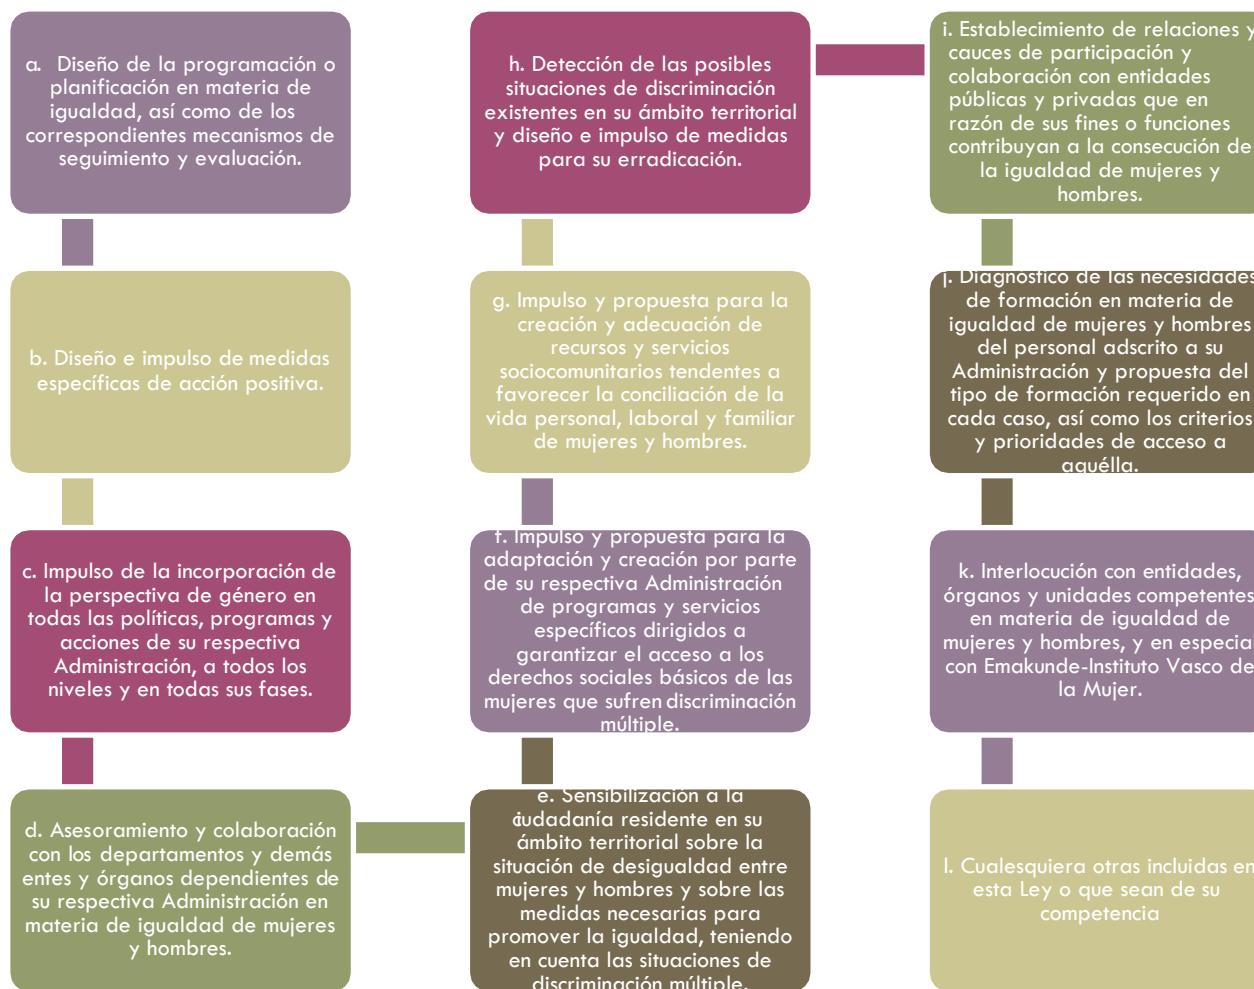 a. Diseño de la programación o
planificación en materia de
igualdad, así como de los
correspondientes mecanismos de
seguimiento y evaluación.
b. Diseño e impulso de medidas
específicas de acción positiva.
c. Impulso de la incorporación de
la perspectiva de género en
todas las políticas, programas y
acciones de su respectiva
Administración, a todos los
niveles y en todas sus fases.
d. Asesoramiento y colaboración
con los departamentos y demás
entes y órganos dependientes de
su respectiva Administración en
materia de igualdad de mujeres
y hombres.
e. Sensibilización a la
ciudadanía residente en su
ámbito territorial sobre la
situación de desigualdad entre
mujeres y hombres y sobre las
medidas necesarias para
promover la igualdad, teniendo
en cuenta las situaciones de
discriminación múltiple.
f. Impulso y propuesta para la
adaptación y creación por parte
de su respectiva Administración
de programas y servicios
específicos dirigidos a
garantizar el acceso a los
derechos sociales básicos de las
mujeres que sufren discriminación
múltiple.
g. Impulso y propuesta para la
creación y adecuación de
recursos y servicios
sociocomunitarios tendentes a
favorecer la conciliación de la
vida personal, laboral y familiar
de mujeres y hombres.
h. Detección de las posibles
situaciones de discriminación
existentes en su ámbito territorial
y diseño e impulso de medidas
para su erradicación.
i. Establecimiento de relaciones y
cauces de participación y
colaboración con entidades
públicas y privadas que en
razón de sus fines o funciones
contribuyan a la consecución de
la igualdad de mujeres y
hombres.
j. Diagnóstico de las necesidades
de formación en materia de
igualdad de mujeres y hombres
del personal adscrito a su
Administración y propuesta del
tipo de formación requerido en
cada caso, así como los criterios
y prioridades de acceso a
aquélla.
k. Interlocución con entidades,
órganos y unidades competentes
en materia de igualdad de
mujeres y hombres, y en especial
con Emakunde-Instituto Vasco de
la Mujer.
l. Cualesquiera otras incluidas en
esta Ley o que sean de su
competencia